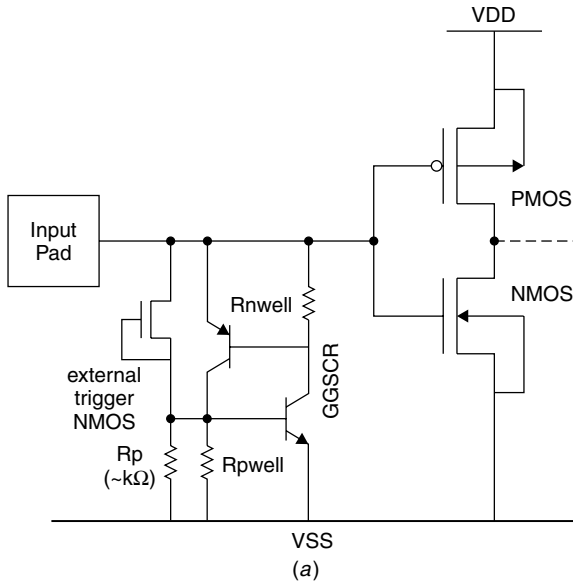 VDD
PMOS
Input
Pad
Rnwell
NMOS
GGSCR
external
trigger
NMOS
Rp
(~kΩ)
Rpwell
VSS
(a)